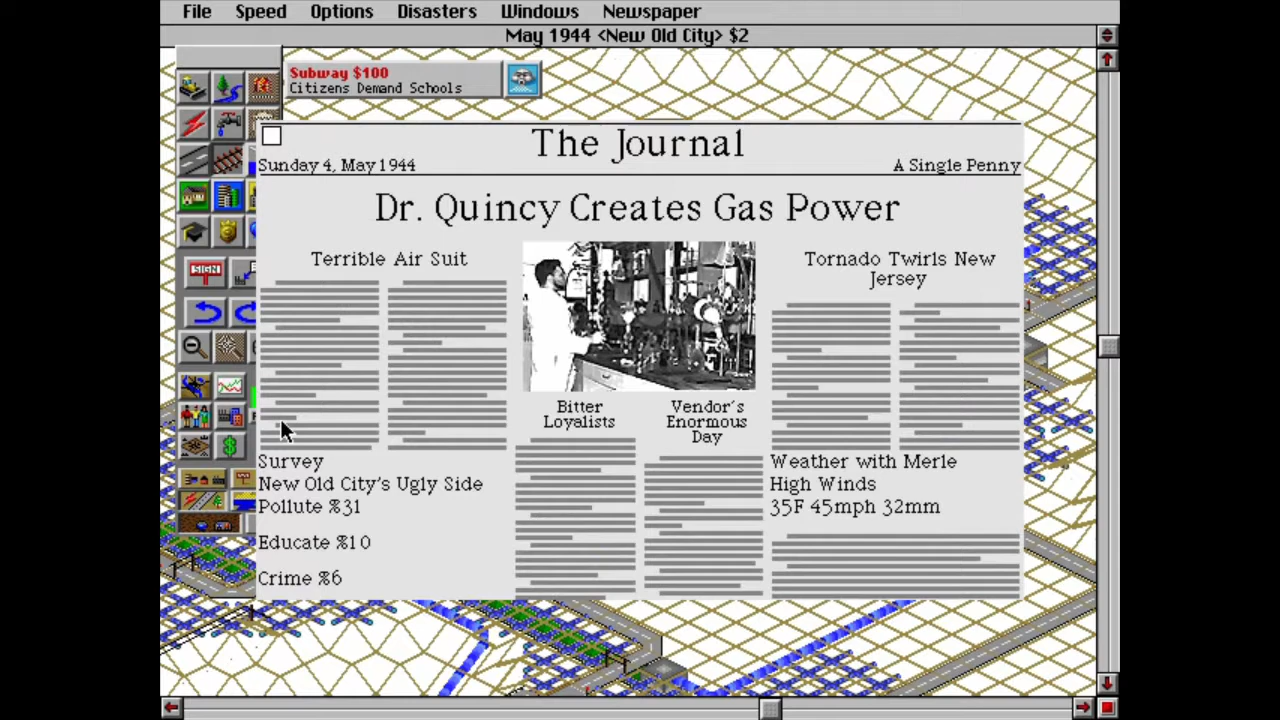 File Speed Options Disasters Windows Newspaper
May 1944 <New Old City> $2
Subway $100
Citizens Demand Schools
The Journal
Sunday 4, May 1944
A Single Penny
Dr. Quincy Creates Gas Power
Terrible Air Suit
Tornado Twirls New
Jersey
Bitter
Loyalists
Vendor's
Enormous
Day
Survey
New Old City's Ugly Side
Pollute %31
Educate %10
Crime %6
Weather with Merle
High Winds
35F 45mph 32mm
SIGN